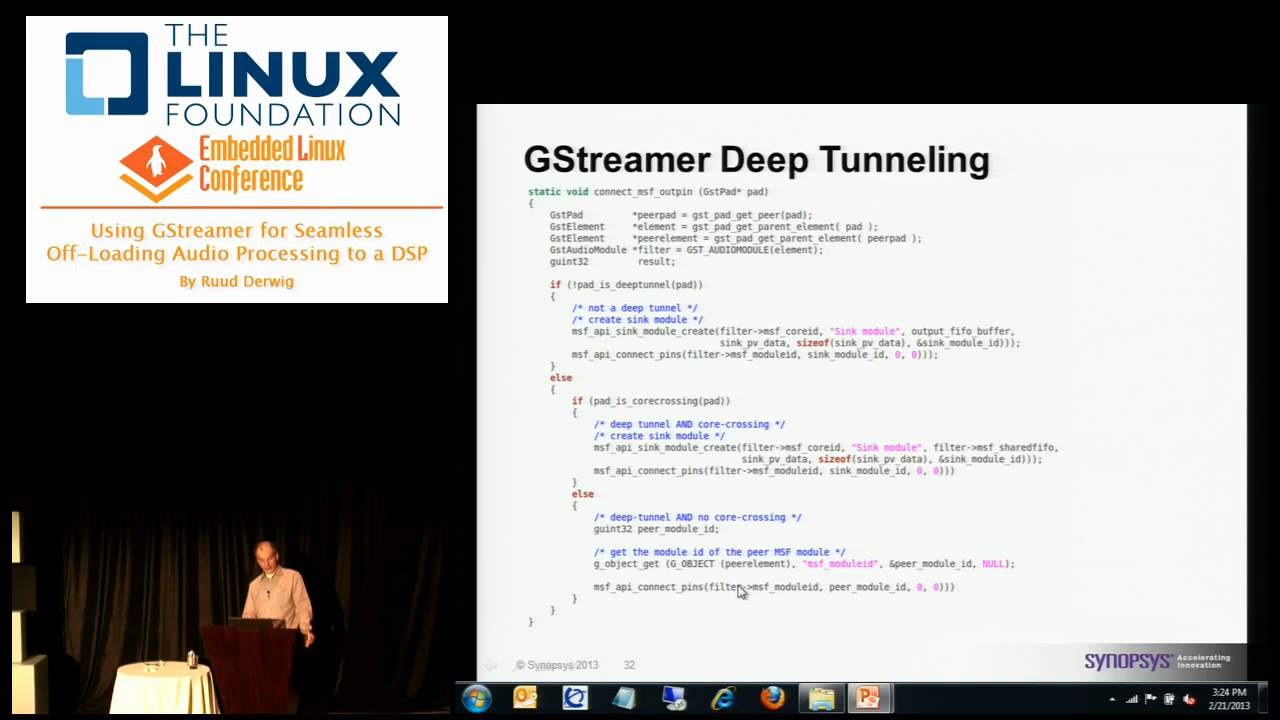 THE
LINUX
FOUNDATION
Embedded Linux
Conference
Using GStreamer for Seamless
Off-Loading Audio Processing to a DSP
By Ruud Derwig
GStreamer Deep Tunneling
static void connect_msf_outpin (GstPad* pad)
{
GstPad *peerpad = gst_pad_get_peer(pad);
GstElement *element = gst_pad_get_parent_element( pad );
GstElement *peerelement = gst_pad_get_parent_element( peerpad );
GstAudioModule *filter = GST_AUDIOMODULE(element);
guint32 result;
if (!pad_is_deeptunnel(pad))
{
/* not a deep tunnel */
/* create sink module */
msf_api_sink_module_create(filter->msf_coreid, "Sink module", output_fifo_buffer,
sink_pv_data, sizeof(sink_pv_data), &sink_module_id)));
msf_api_connect_pins(filter->msf_moduleid, sink_module_id, 0, 0)));
}
else
{
if (pad_is_corecrossing(pad))
{
/* deep tunnel AND core-crossing */
/* create sink module */
msf_api_sink_module_create(filter->msf_coreid, "Sink module", filter->msf_sharedfifo,
sink_pv_data, sizeof(sink_pv_data), &sink_module_id)));
msf_api_connect_pins(filter->msf_moduleid, sink_module_id, 0, 0)))
}
else
{
/* deep-tunnel AND no core-crossing */
guint32 peer_module_id;
/* get the module id of the peer MSF module */
g_object_get (G_OBJECT (peerelement), "msf_moduleid", &peer_module_id, NULL);
msf_api_connect_pins(filter->msf_moduleid, peer_module_id, 0, 0)))
}
}
}
© Synopsys 2013 32
SYNOPSYS Accelerating
Innovation
3:24 PM
2/21/2013